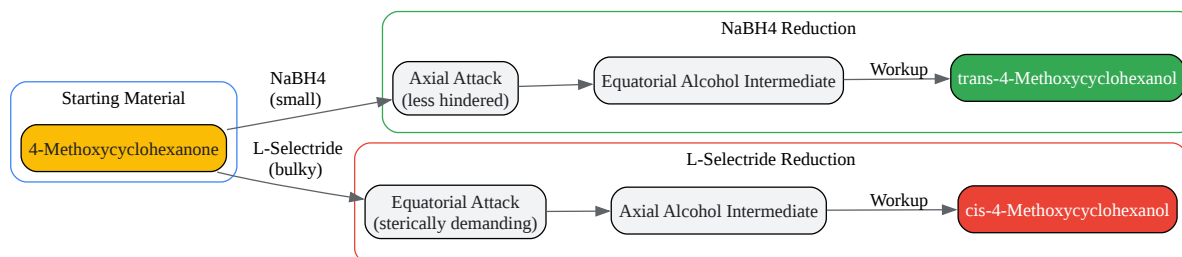 Starting Material
4-Methoxycyclohexanone
NaBH4
(small)
L-Selectride
(bulky)
NaBH4 Reduction
Axial Attack
(less hindered)
Equatorial Alcohol Intermediate
Workup
trans-4-Methoxycyclohexanol
L-Selectride Reduction
Equatorial Attack
(sterically demanding)
Axial Alcohol Intermediate
Workup
cis-4-Methoxycyclohexanol